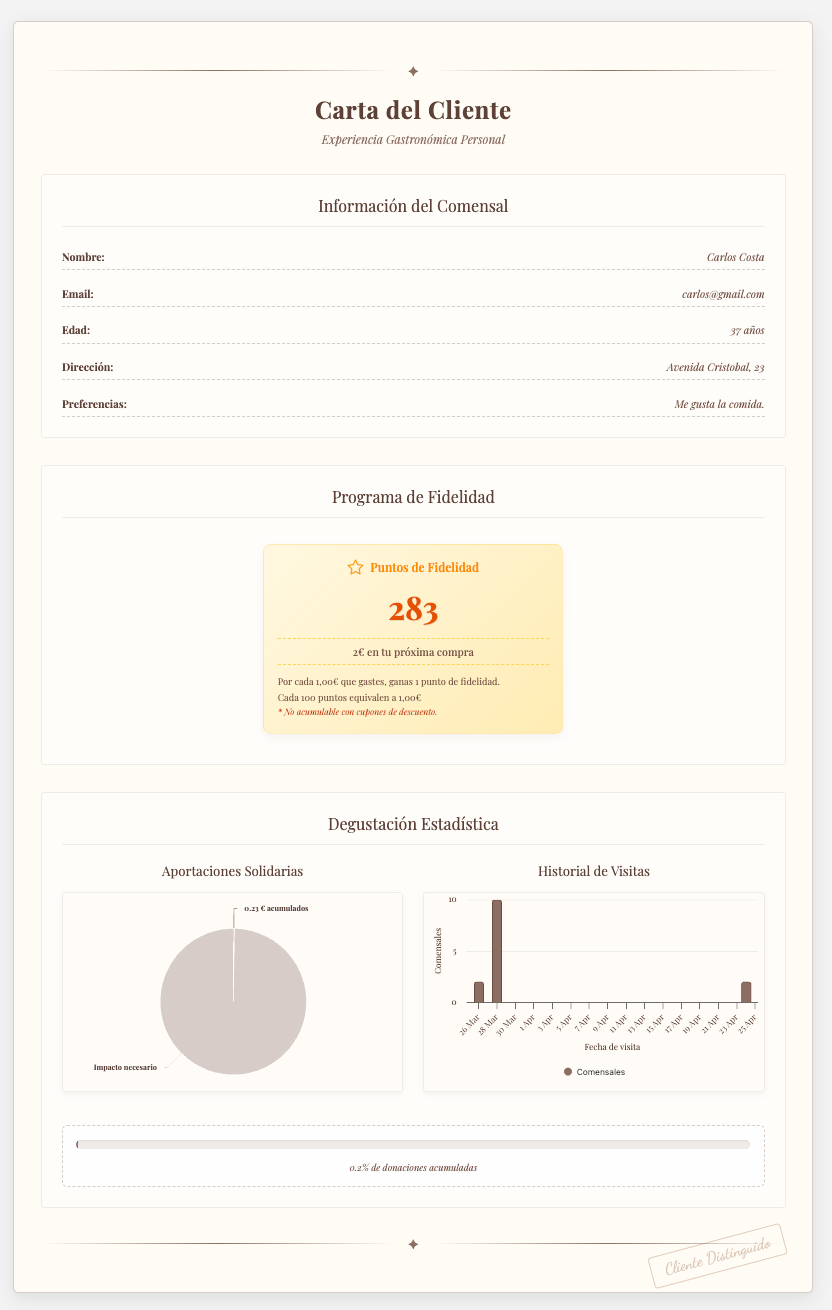 Carta del Cliente
Experiencia Gastronómica Personal
Información del Comensal
Nombre: Carlos Costa
Email: carlos@gmail.com
Edad: 37 años
Dirección: Avenida Cristobal, 23
Preferencias: Me gusta la comida.
Programa de Fidelidad
Puntos de Fidelidad
283
2€ en tu próxima compra
Por cada 1,00€ que gastes, ganas 1 punto de fidelidad.
Cada 100 puntos equivalen a 1,00€
* No acumulable con cupones de descuento.
Degustación Estadística
Aportaciones Solidarias
0.23 € acumulados
Impacto necesario
Historial de Visitas
10
5
0
Comensales
26 Mar 28 Mar 30 Mar 1 Apr 3 Apr 5 Apr 7 Apr 9 Apr 11 Apr 13 Apr 15 Apr 17 Apr 19 Apr 21 Apr 23 Apr 25 Apr
Fecha de visita
Comensales
0.2% de donaciones acumuladas
Cliente Distinguido